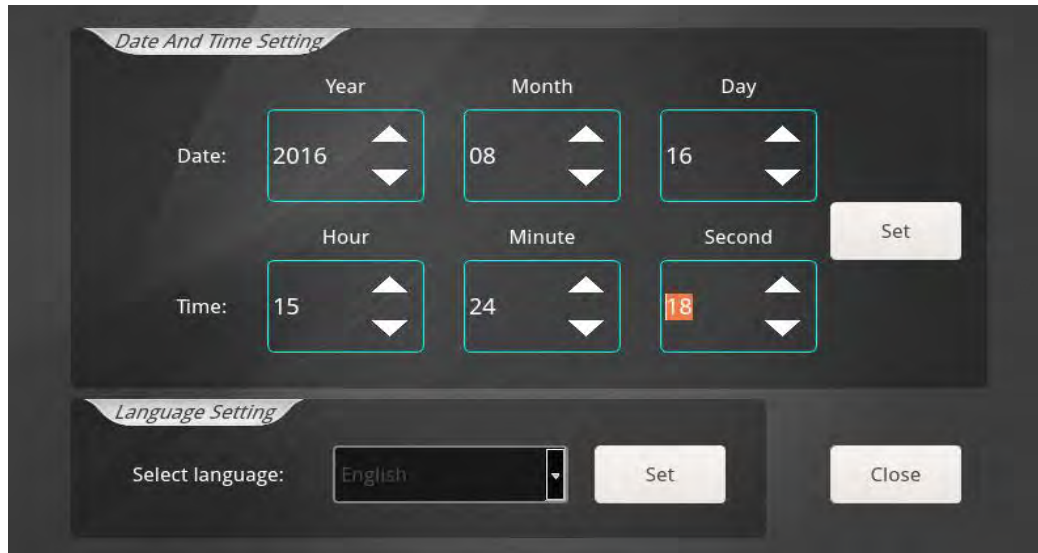 Date And Time Setting
Year Month Day
Date: 2016 08 16
Set
Hour Minute Second
Time: 15 24 18
Language Setting
Select language: English Set Close